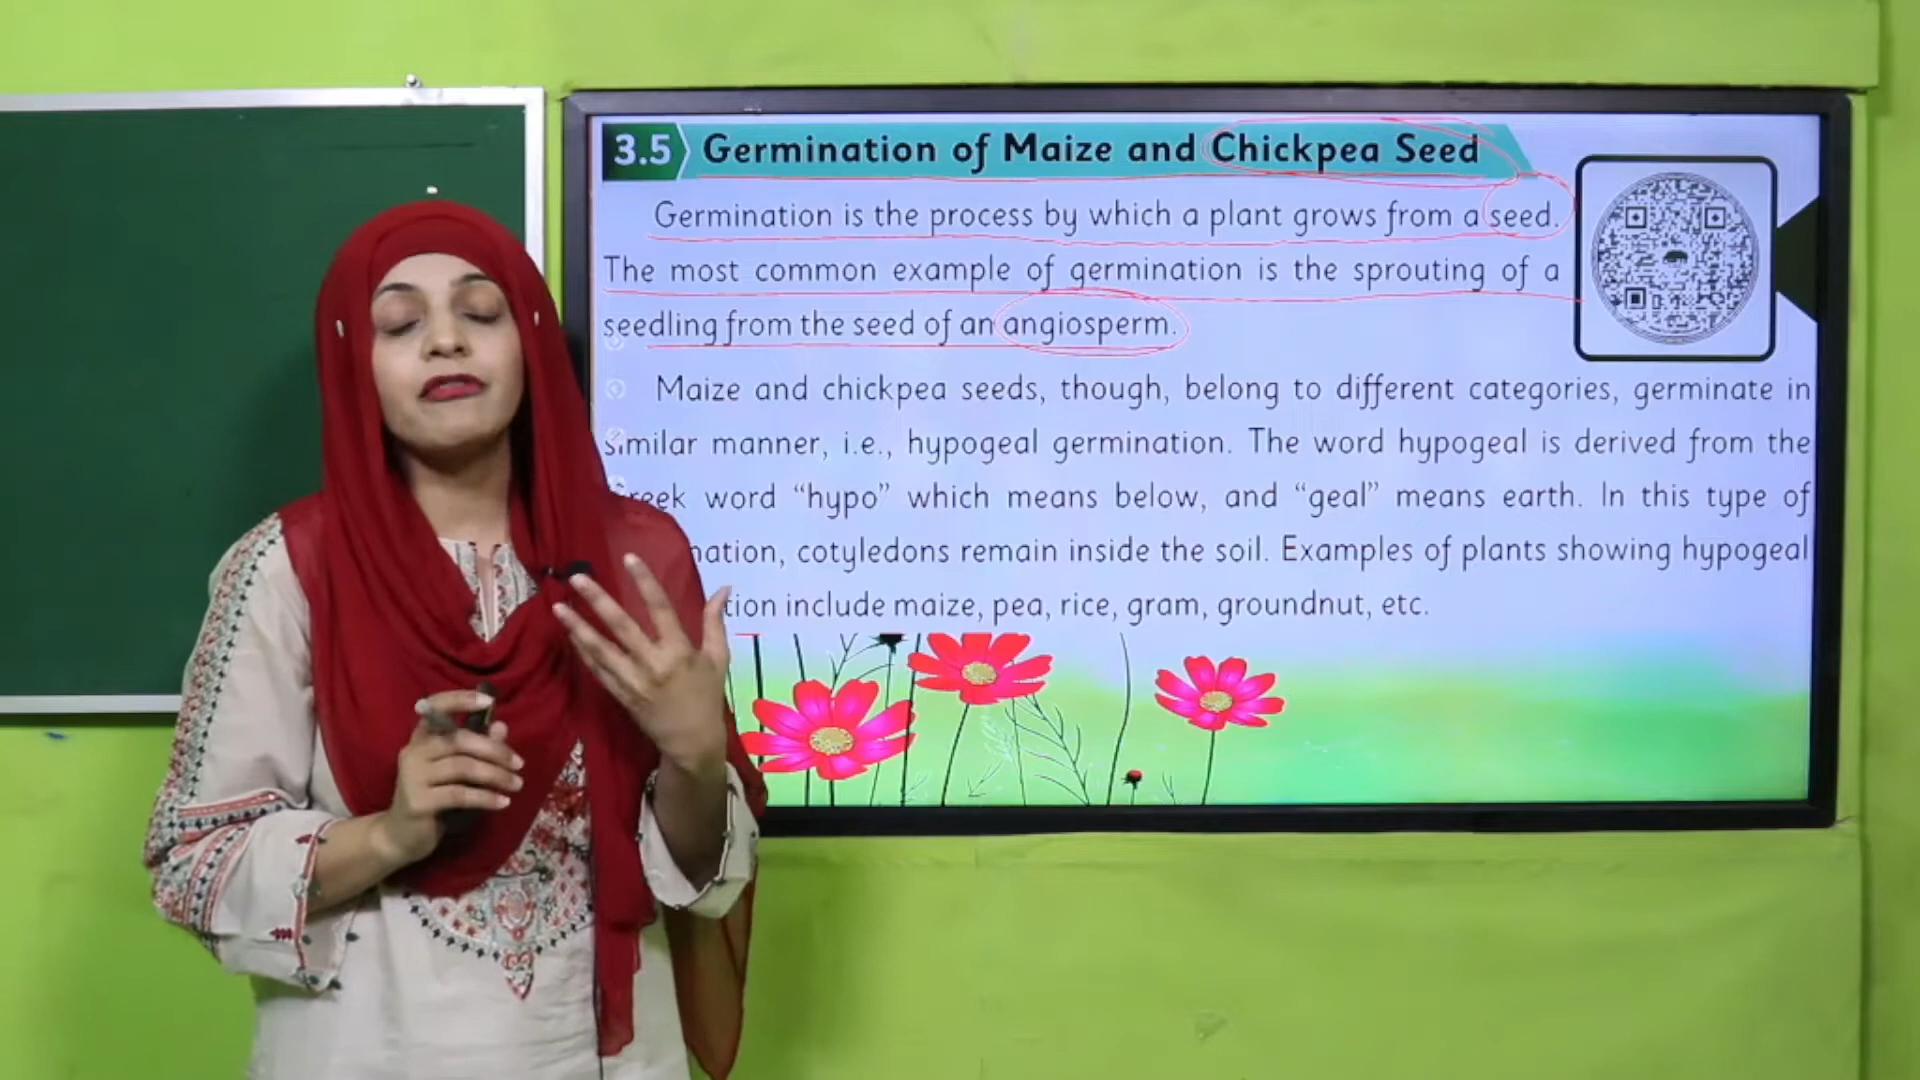 3.5 Germination of Maize and Chickpea Seed
Germination is the process by which a plant grows from a seed.
The most common example of germination is the sprouting of a
seedling from the seed of an angiosperm.
Maize and chickpea seeds, though, belong to different categories, germinate in
similar manner, i.e., hypogeal germination. The word hypogeal is derived from the
reek word “hypo” which means below, and “geal” means earth. In this type of
nation, cotyledons remain inside the soil. Examples of plants showing hypogeal
tion include maize, pea, rice, gram, groundnut, etc.